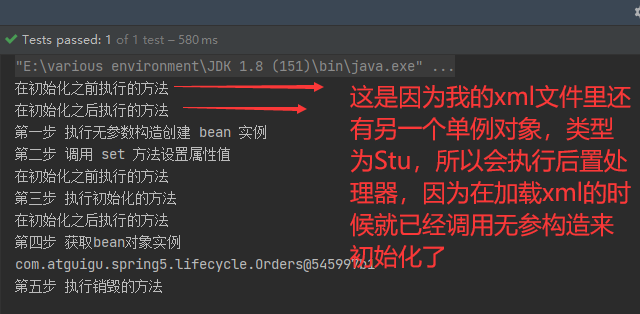 Tests passed: 1 of 1 test – 580 ms
"E:\various environment\JDK 1.8 (151)\bin\java.exe" ...
在初始化之前执行的方法
在初始化之后执行的方法
第一步 执行无参数构造创建 bean 实例
第二步 调用 set 方法设置属性值
在初始化之前执行的方法
第三步 执行初始化的方法
在初始化之后执行的方法
第四步 获取bean对象实例
com.atguigu.spring5.lifecycle.Orders@545997b1
第五步 执行销毁的方法
这是因为我的xml文件里还
有另一个单例对象，类型
为Stu，所以会执行后置处
理器，因为在加载xml的时
候就已经调用无参构造来
初始化了